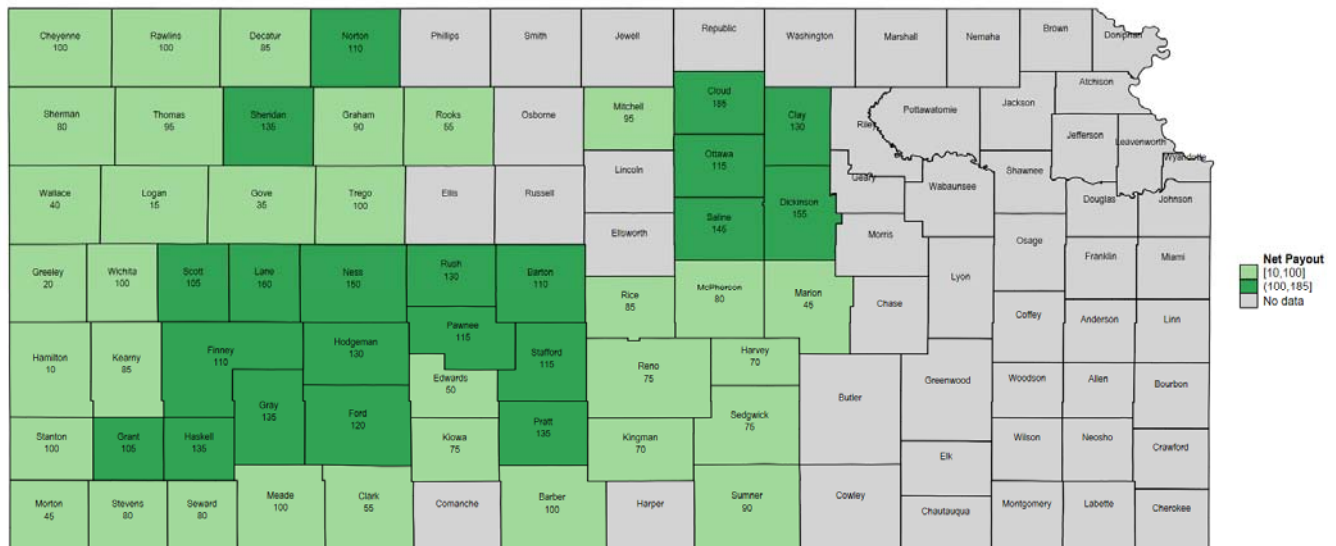 Cheyenne
100
Rawlins
100
Decatur
85
Norton
110
Phillips
Smith
Jewell
Republic
Washington
Marshall
Nemaha
Brown
Doniphan
Sherman
80
Thomas
95
Sheridan
135
Graham
90
Rooks
55
Osborne
Mitchell
95
Cloud
185
Clay
130
Riley
Pottawatomie
Jackson
Atchison
Jefferson
Leavenworth
Wyandotte
Ottawa
115
Lincoln
Wallace
40
Logan
15
Gove
35
Trego
100
Ellis
Russell
Saline
145
Dickinson
155
Geary
Wabaunsee
Shawnee
Douglas
Johnson
Ellsworth
Morris
Osage
Franklin
Miami
Greeley
20
Wichita
100
Scott
105
Lane
160
Ness
150
Rush
130
Barton
110
Rice
85
McPherson
80
Marion
45
Chase
Lyon
Coffey
Anderson
Linn
Hamilton
10
Kearny
85
Finney
110
Hodgeman
130
Pawnee
115
Stafford
115
Edwards
50
Reno
75
Harvey
70
Butler
Greenwood
Woodson
Allen
Bourbon
Gray
135
Ford
120
Stanton
100
Grant
105
Haskell
135
Kiowa
75
Pratt
135
Kingman
70
Sedgwick
75
Elk
Wilson
Neosho
Crawford
Morton
45
Stevens
80
Seward
80
Meade
100
Clark
55
Comanche
Barber
100
Harper
Sumner
90
Cowley
Chautauqua
Montgomery
Labette
Cherokee
Net Payout
[10,100]
(100,185]
No data